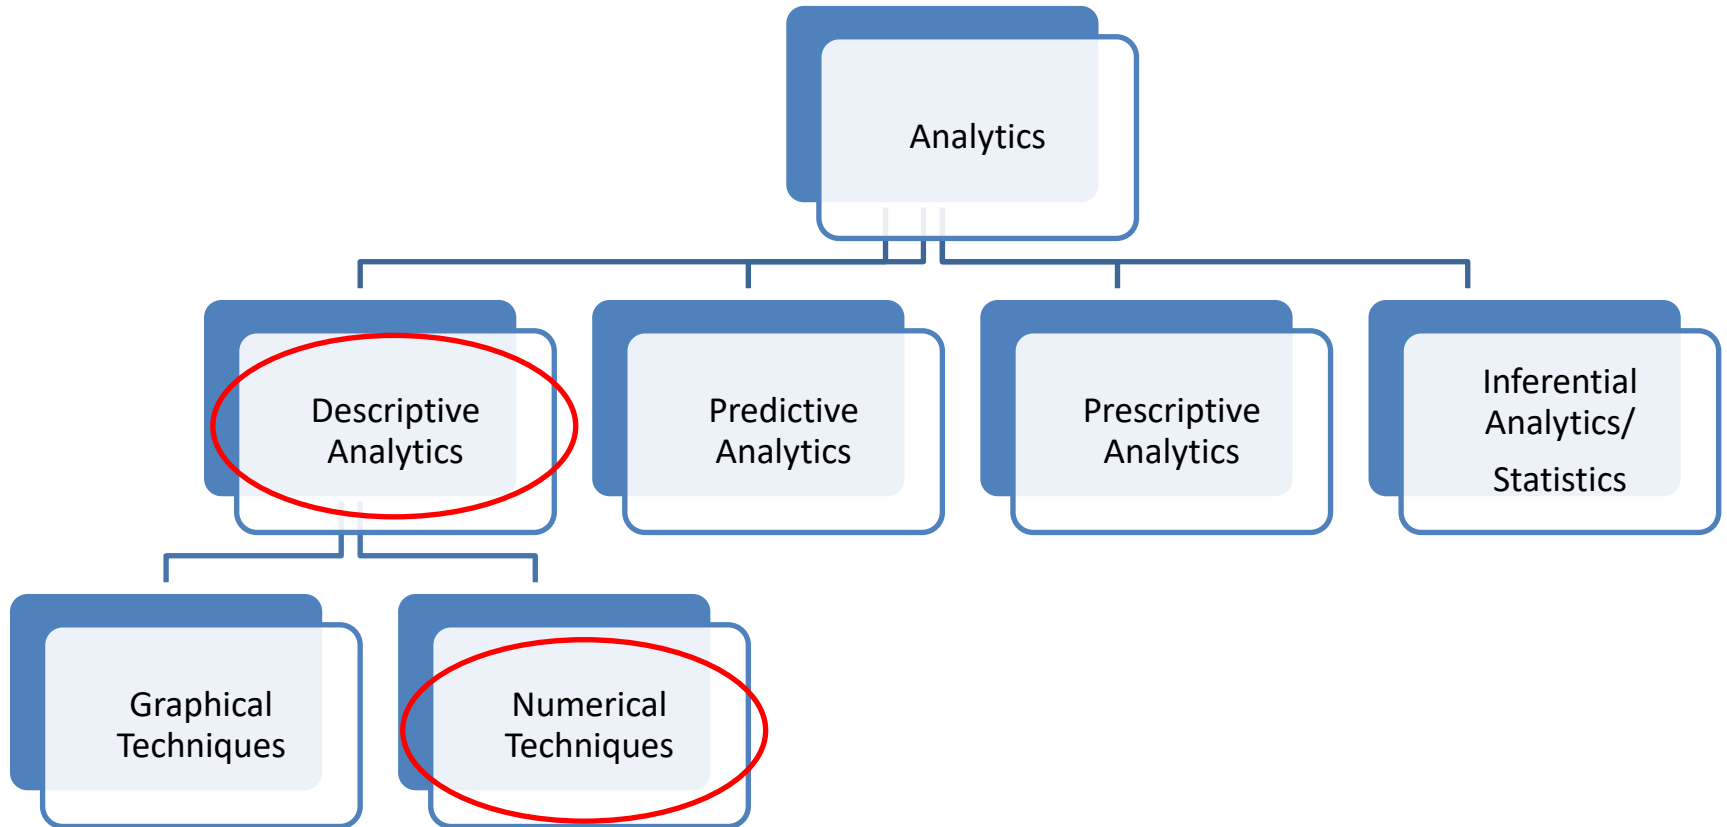 Analytics
Descriptive
Analytics
Predictive
Analytics
Prescriptive
Analytics
Inferential
Analytics/
Statistics
Graphical
Techniques
Numerical
Techniques